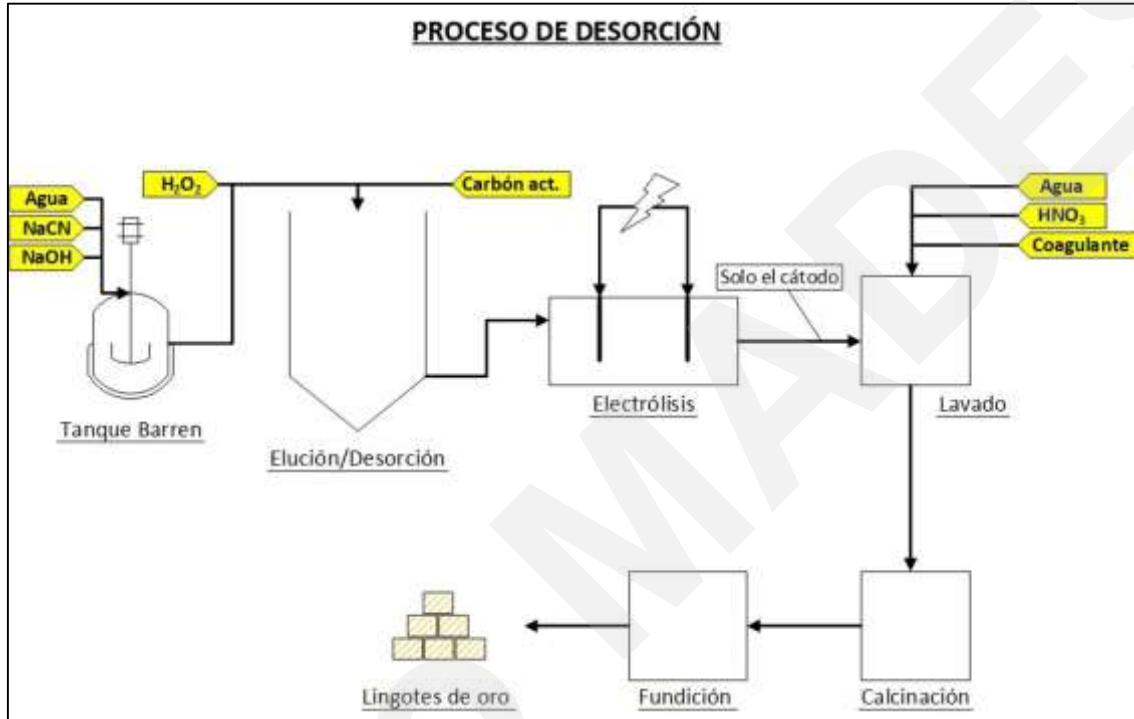 PROCESO DE DESORCIÓN
H₂O₂
Carbón act.
Agua
NaCN
NaOH
Agua
HNO₃
Coagulante
Solo el cátodo
Tanque Barren
Elución/Desorción
Electrólisis
Lavado
Lingotes de oro
Fundición
Calcinación